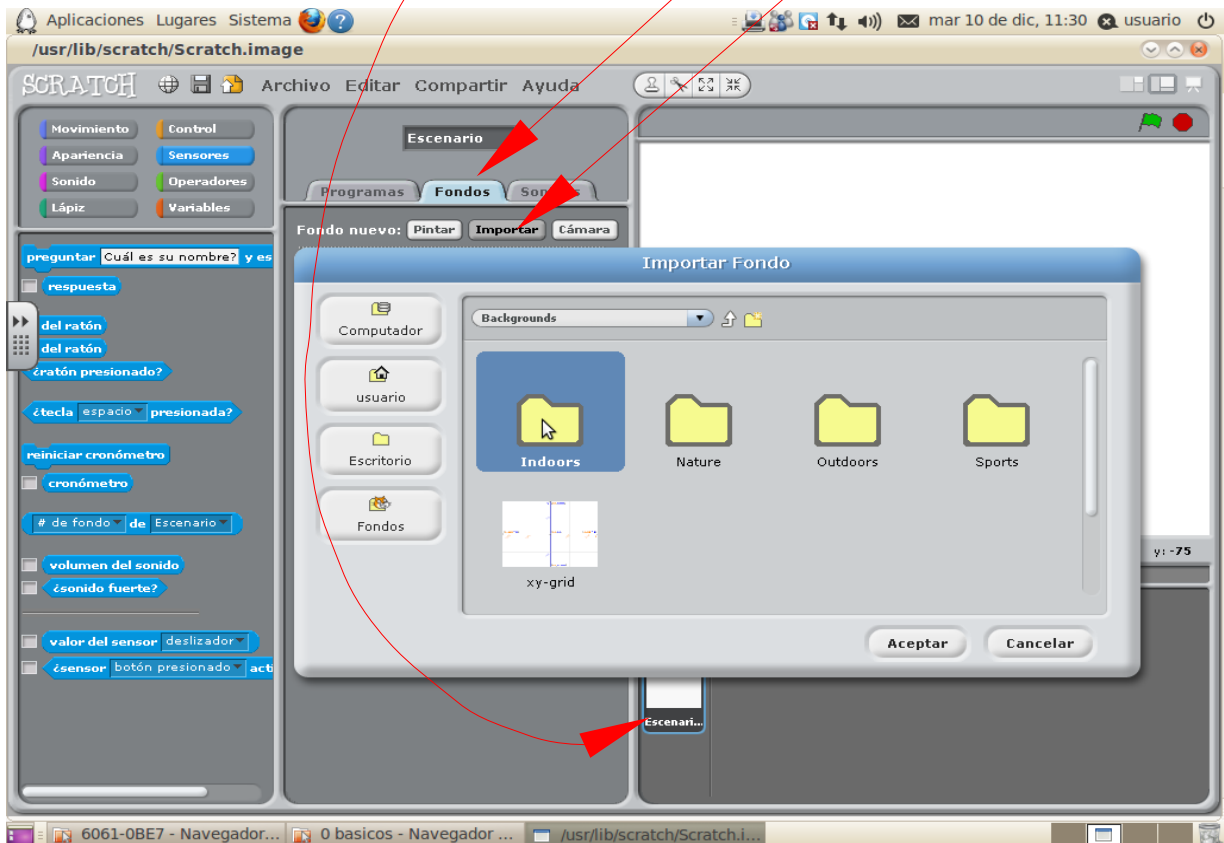 Aplicaciones Lugares Sistema
mar 10 de dic, 11:30 usuario
/usr/lib/scratch/Scratch.image
SCRATCH Archivo Editar Compartir Ayuda
Movimiento Control
Apariencia Sensores
Sonido Operadores
Lápiz Variables
Escenario
Programas Fondos
Fondo nuevo: Pintar Importar Cámara
preguntar Cuál es su nombre? y es
respuesta
del ratón
del ratón
¿ratón presionado?
¿tecla espacio presionada?
reiniciar cronómetro
cronómetro
# de fondo de Escenario
volumen del sonido
¿sonido fuerte?
valor del sensor deslizador
¿sensor botón presionado acti
Importar Fondo
Computador
usuario
Escritorio
Fondos
Backgrounds
Indoors Nature Outdoors Sports
xy-grid
Aceptar Cancelar
y: -75
Escenari...
6061-0BE7 - Navegador... 0 basicos - Navegador ... /usr/lib/scratch/Scratch.i...